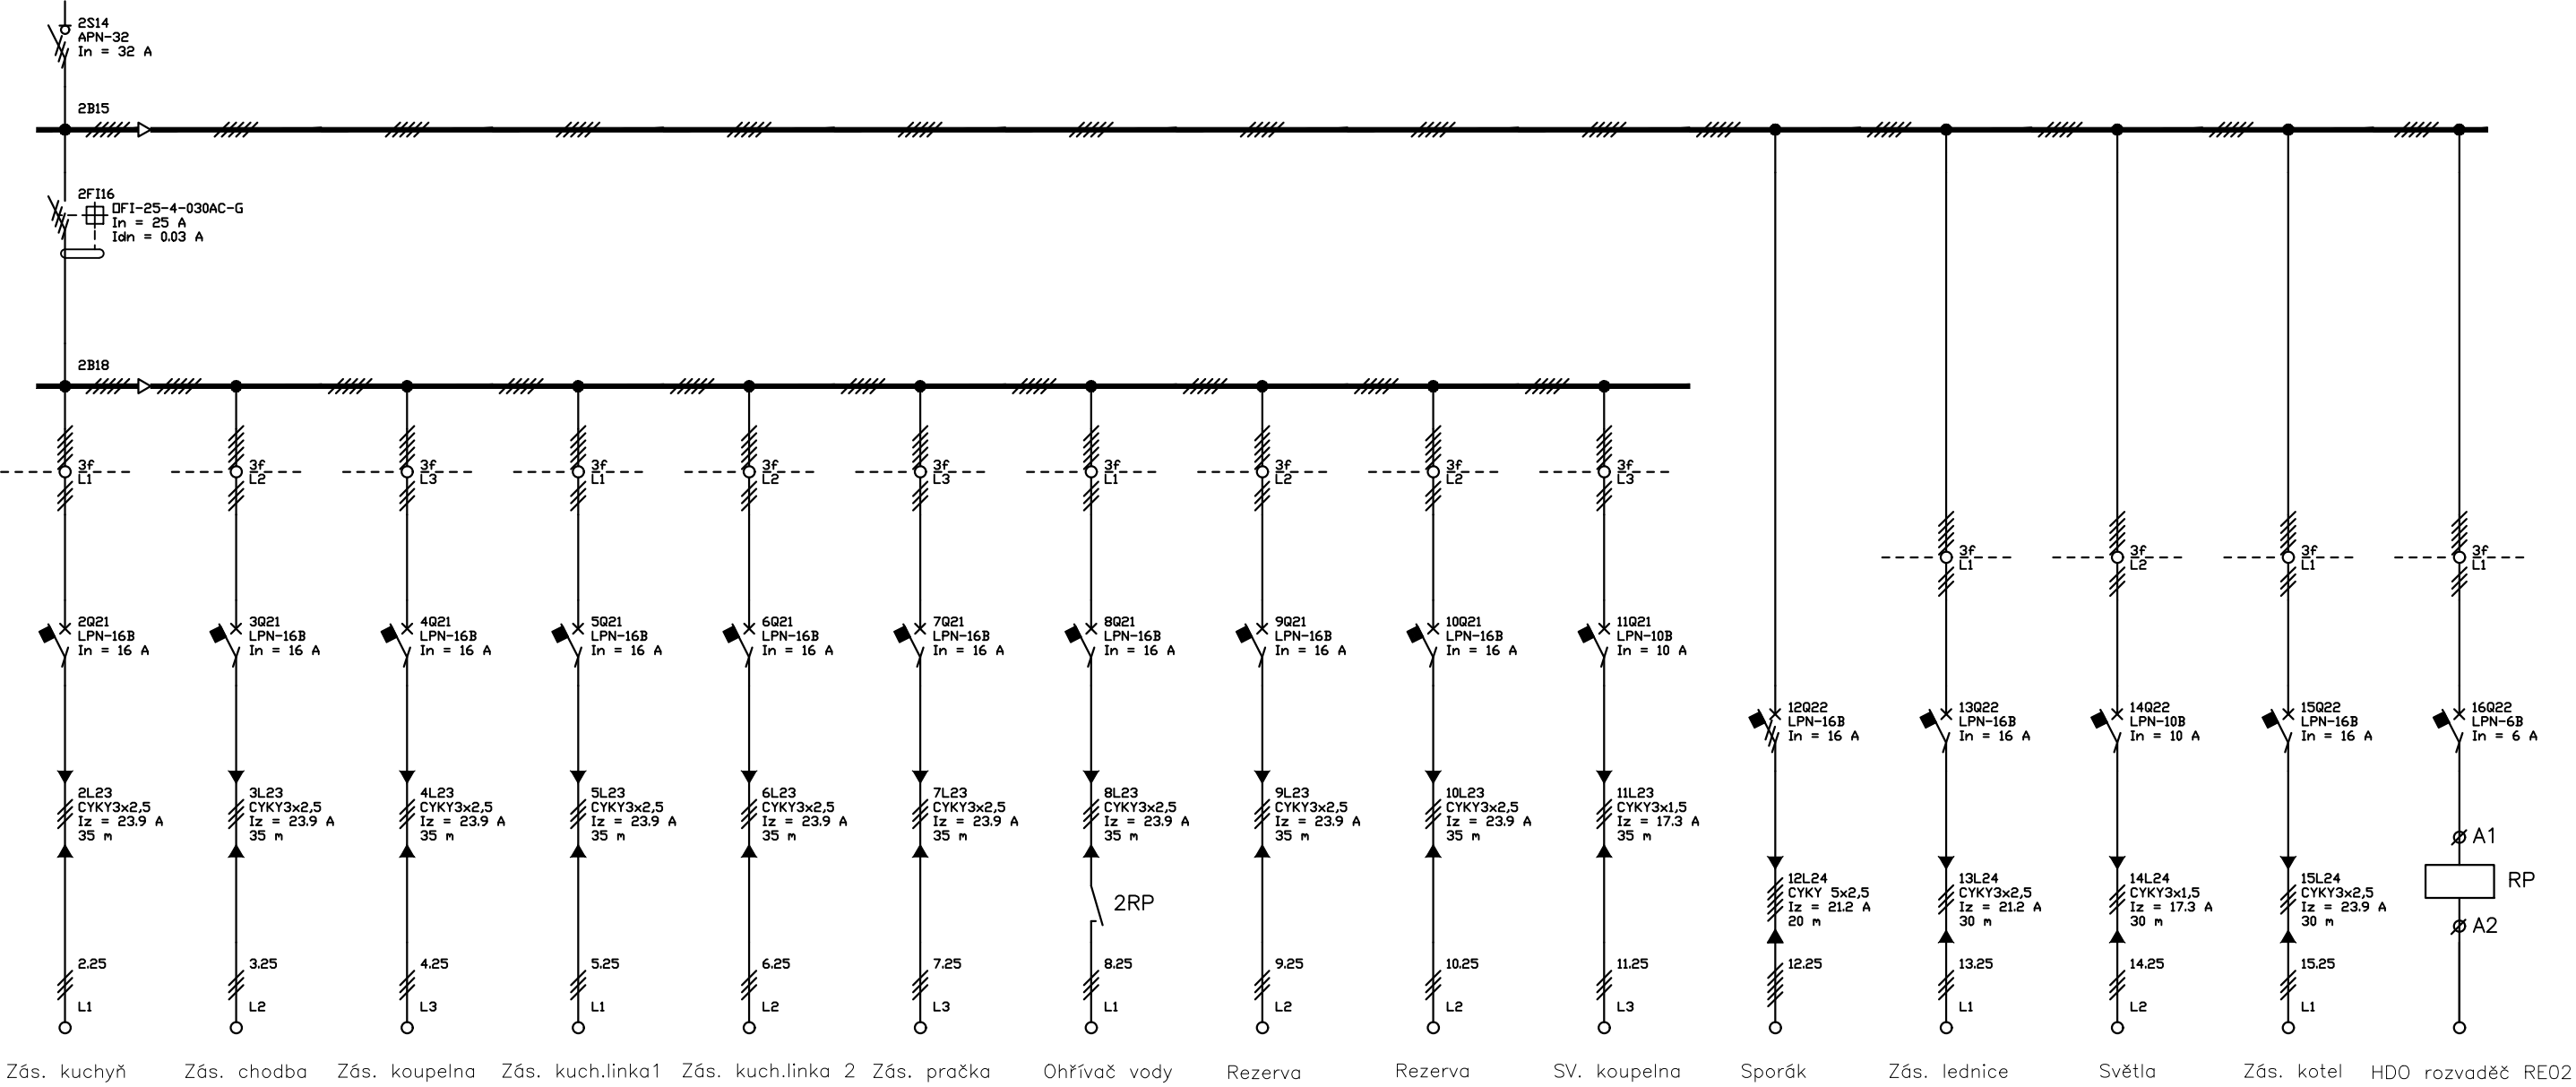 2S14
APN-32
In = 32 A
2B15
2FI16
OFI-25-4-030AC-G
In = 25 A
Idn = 0.03 A
2B18
3f
L1
3f
L2
3f
L3
3f
L1
3f
L2
3f
L3
3f
L1
3f
L2
3f
L2
3f
L3
3f
L1
3f
L2
3f
L1
3f
L1
2Q21
LPN-16B
In = 16 A
3Q21
LPN-16B
In = 16 A
4Q21
LPN-16B
In = 16 A
5Q21
LPN-16B
In = 16 A
6Q21
LPN-16B
In = 16 A
7Q21
LPN-16B
In = 16 A
8Q21
LPN-16B
In = 16 A
9Q21
LPN-16B
In = 16 A
10Q21
LPN-16B
In = 16 A
11Q21
LPN-10B
In = 10 A
12Q22
LPN-16B
In = 16 A
13Q22
LPN-16B
In = 16 A
14Q22
LPN-10B
In = 10 A
15Q22
LPN-16B
In = 16 A
16Q22
LPN-6B
In = 6 A
2L23
CYKY3x2,5
Iz = 23.9 A
35 m
3L23
CYKY3x2,5
Iz = 23.9 A
35 m
4L23
CYKY3x2,5
Iz = 23.9 A
35 m
5L23
CYKY3x2,5
Iz = 23.9 A
35 m
6L23
CYKY3x2,5
Iz = 23.9 A
35 m
7L23
CYKY3x2,5
Iz = 23.9 A
35 m
8L23
CYKY3x2,5
Iz = 23.9 A
35 m
9L23
CYKY3x2,5
Iz = 23.9 A
35 m
10L23
CYKY3x2,5
Iz = 23.9 A
35 m
11L23
CYKY3x1,5
Iz = 17.3 A
35 m
12L24
CYKY 5x2,5
Iz = 21.2 A
20 m
13L24
CYKY3x2,5
Iz = 21.2 A
30 m
14L24
CYKY3x1,5
Iz = 17.3 A
30 m
15L24
CYKY3x2,5
Iz = 23.9 A
30 m
A1
RP
A2
2RP
2.25
L1
3.25
L2
4.25
L3
5.25
L1
6.25
L2
7.25
L3
8.25
L1
9.25
L2
10.25
L2
11.25
L3
12.25
13.25
L1
14.25
L2
15.25
L1
Zás. kuchyň
Zás. chodba
Zás. koupelna
Zás. kuch.linka1
Zás. kuch.linka 2
Zás. pračka
Ohřívač vody
Rezerva
Rezerva
SV. koupelna
Sporák
Zás. lednice
Světla
Zás. kotel
HDO rozvaděč RE02